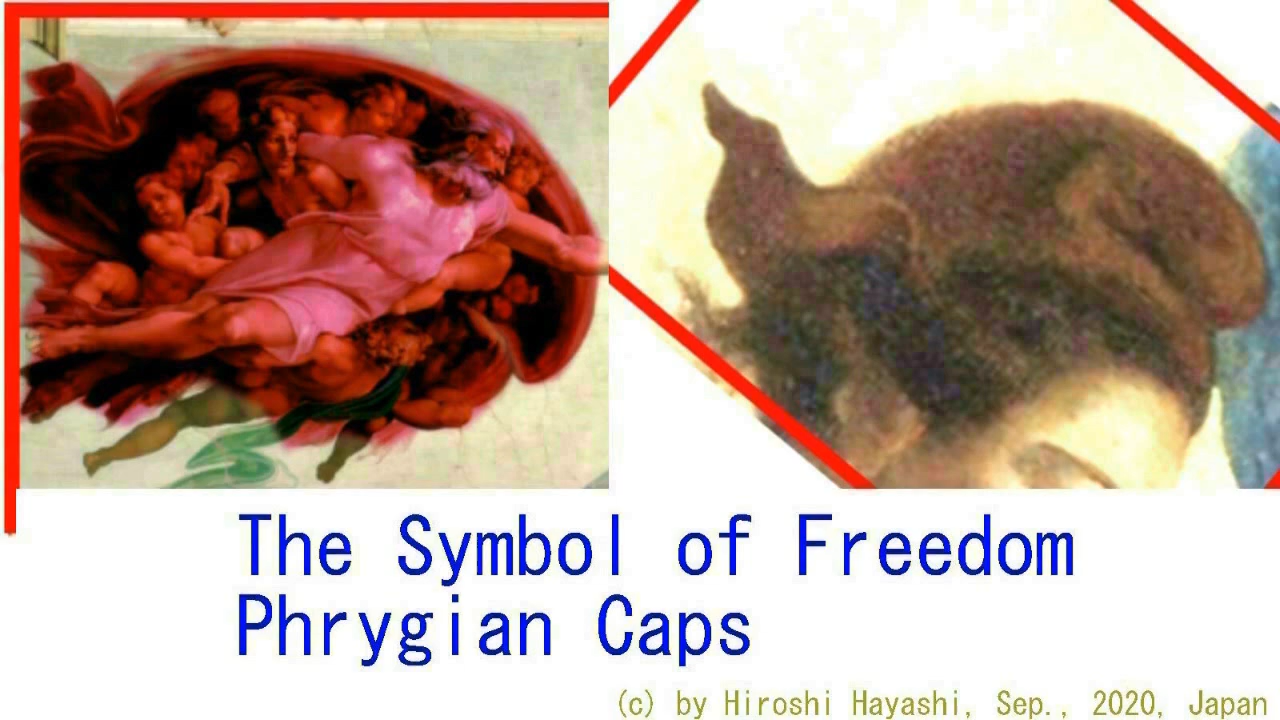 The Symbol of Freedom
Phrygian Caps
(c) by Hiroshi Hayashi, Sep., 2020, Japan